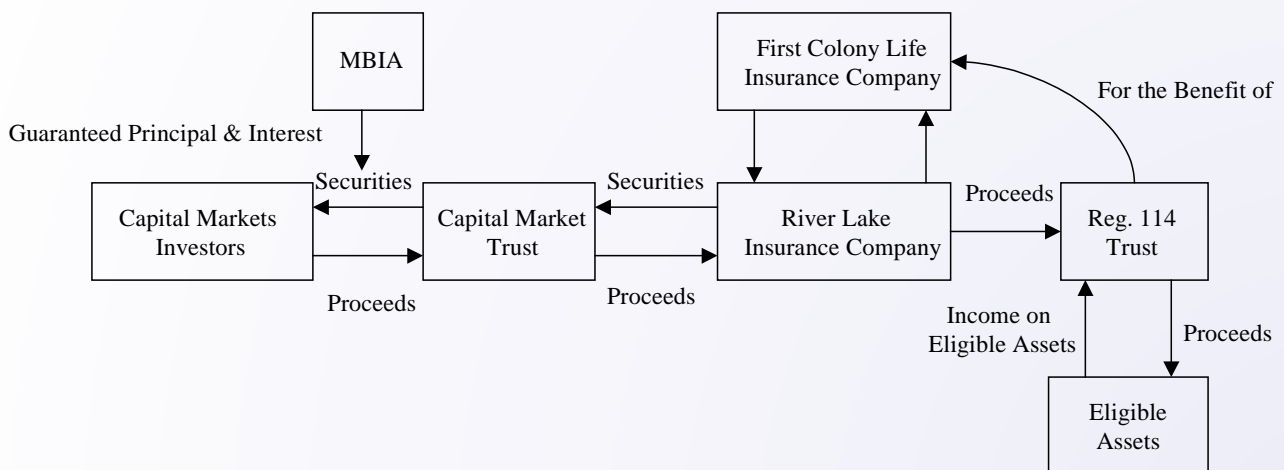 MBIA
First Colony Life
Insurance Company
For the Benefit of
Guaranteed Principal & Interest
Securities
Securities
Proceeds
Capital Markets
Investors
Capital Market
Trust
River Lake
Insurance Company
Reg. 114
Trust
Proceeds
Proceeds
Income on
Eligible Assets
Proceeds
Eligible
Assets